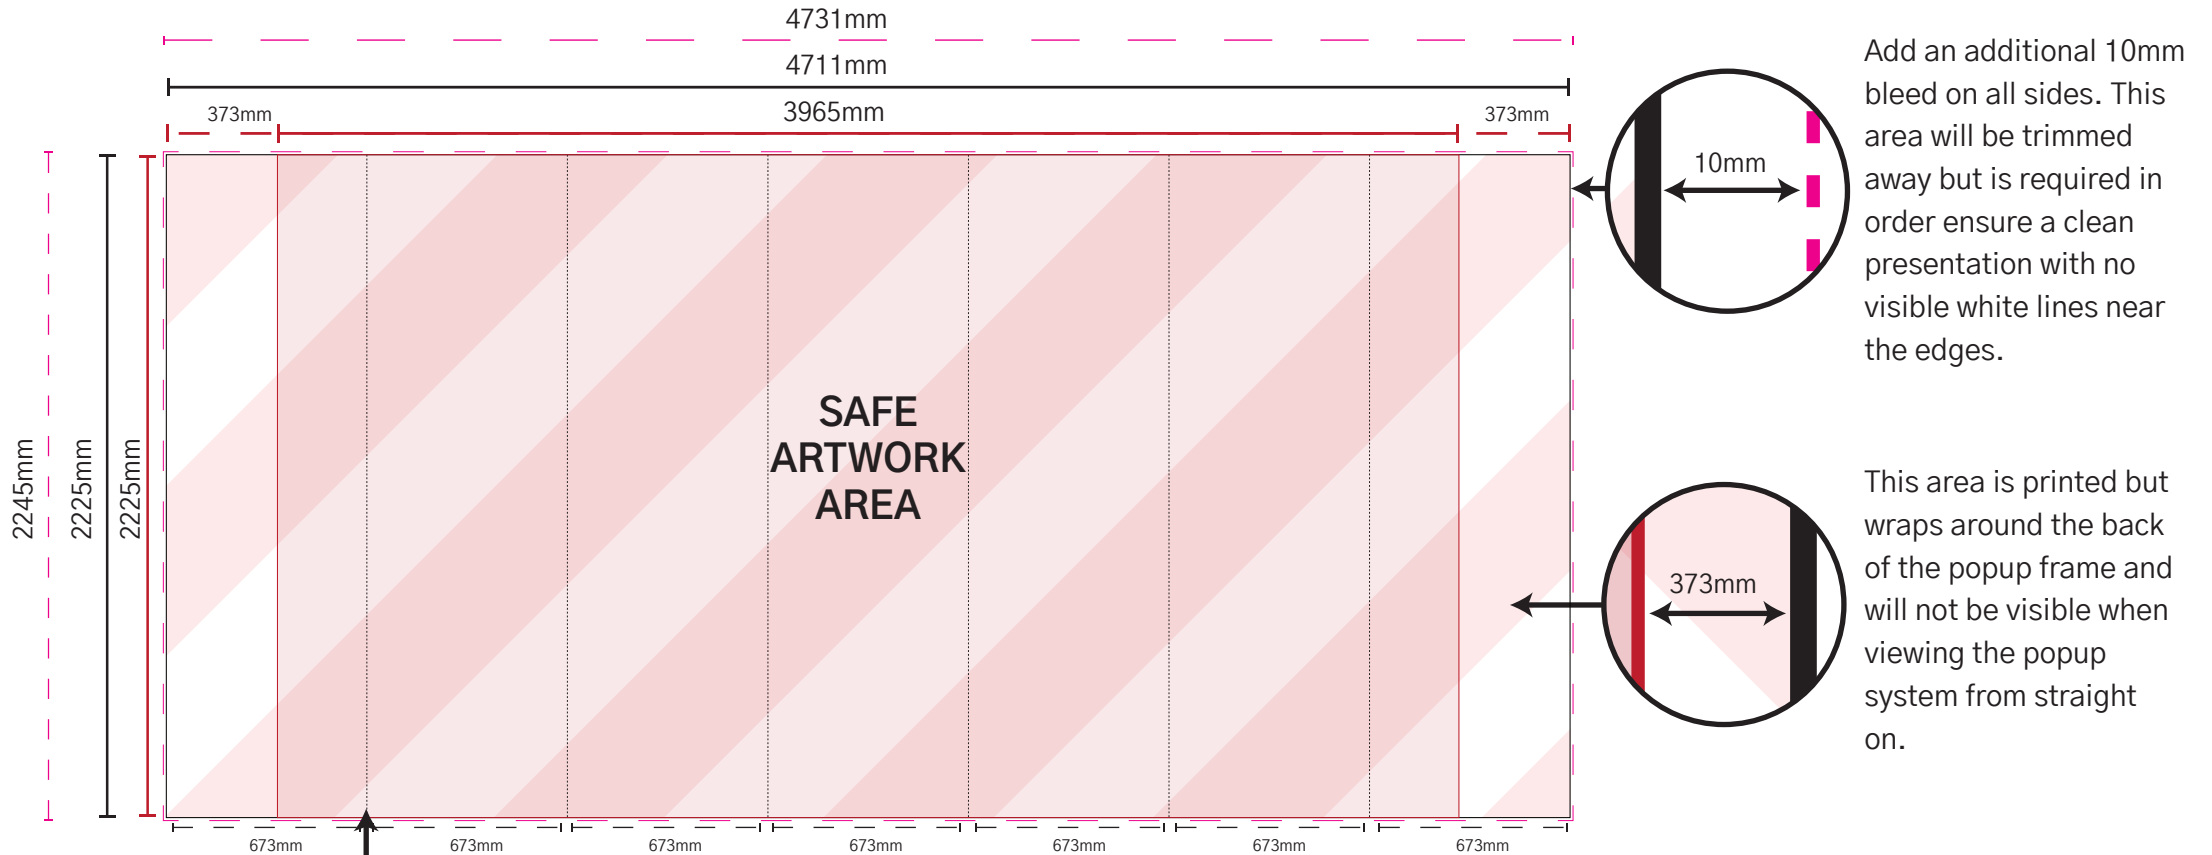 4731mm
4711mm
373mm
3965mm
373mm
2245mm
2225mm
2225mm
SAFE
ARTWORK
AREA
673mm
673mm
673mm
673mm
673mm
673mm
673mm
10mm
Add an additional 10mm
bleed on all sides. This
area will be trimmed
away but is required in
order ensure a clean
presentation with no
visible white lines near
the edges.
373mm
This area is printed but
wraps around the back
of the popup frame and
will not be visible when
viewing the popup
system from straight
on.